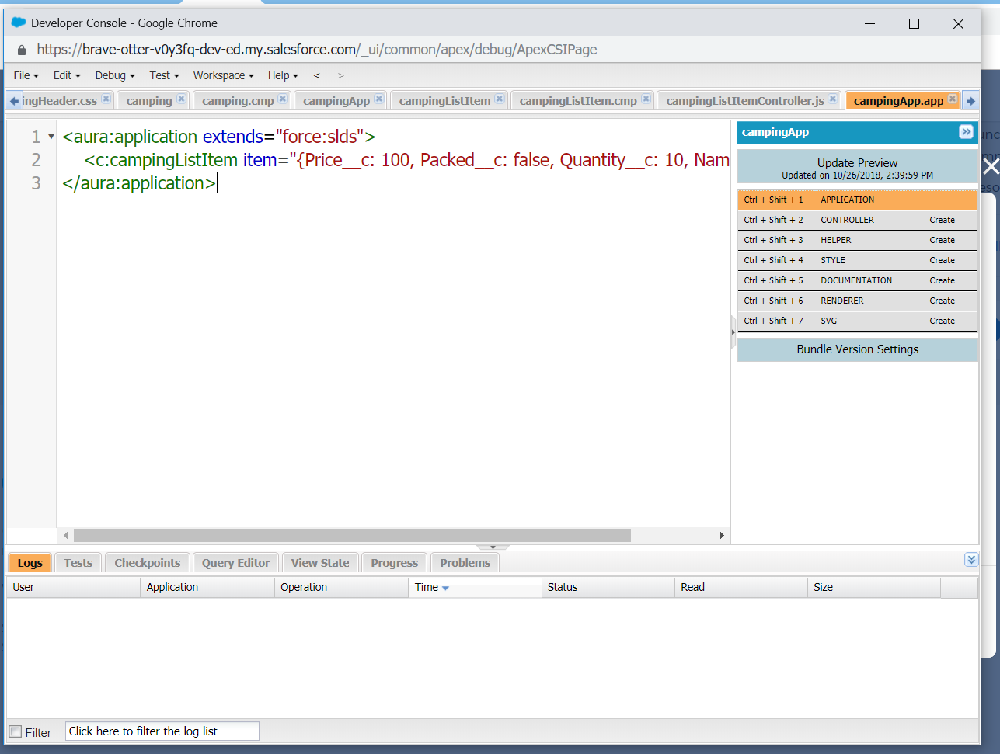 Developer Console - Google Chrome
https://brave-otter-v0y3fq-dev-ed.my.salesforce.com/_ui/common/apex/debug/ApexCSIPage
File Edit Debug Test Workspace Help < >
ingHeader.css camping camping.cmp campingApp campingListItem campingListItem.cmp campingListItemController.js campingApp.app
1 <aura:application extends="force:slds">
2 <c:campingListItem item="{Price__c: 100, Packed__c: false, Quantity__c: 10, Nam
3 </aura:application>
campingApp
Update Preview
Updated on 10/26/2018, 2:39:59 PM
Ctrl + Shift + 1 APPLICATION
Ctrl + Shift + 2 CONTROLLER Create
Ctrl + Shift + 3 HELPER Create
Ctrl + Shift + 4 STYLE Create
Ctrl + Shift + 5 DOCUMENTATION Create
Ctrl + Shift + 6 RENDERER Create
Ctrl + Shift + 7 SVG Create
Bundle Version Settings
Logs Tests Checkpoints Query Editor View State Progress Problems
User Application Operation Time Status Read Size
Filter Click here to filter the log list